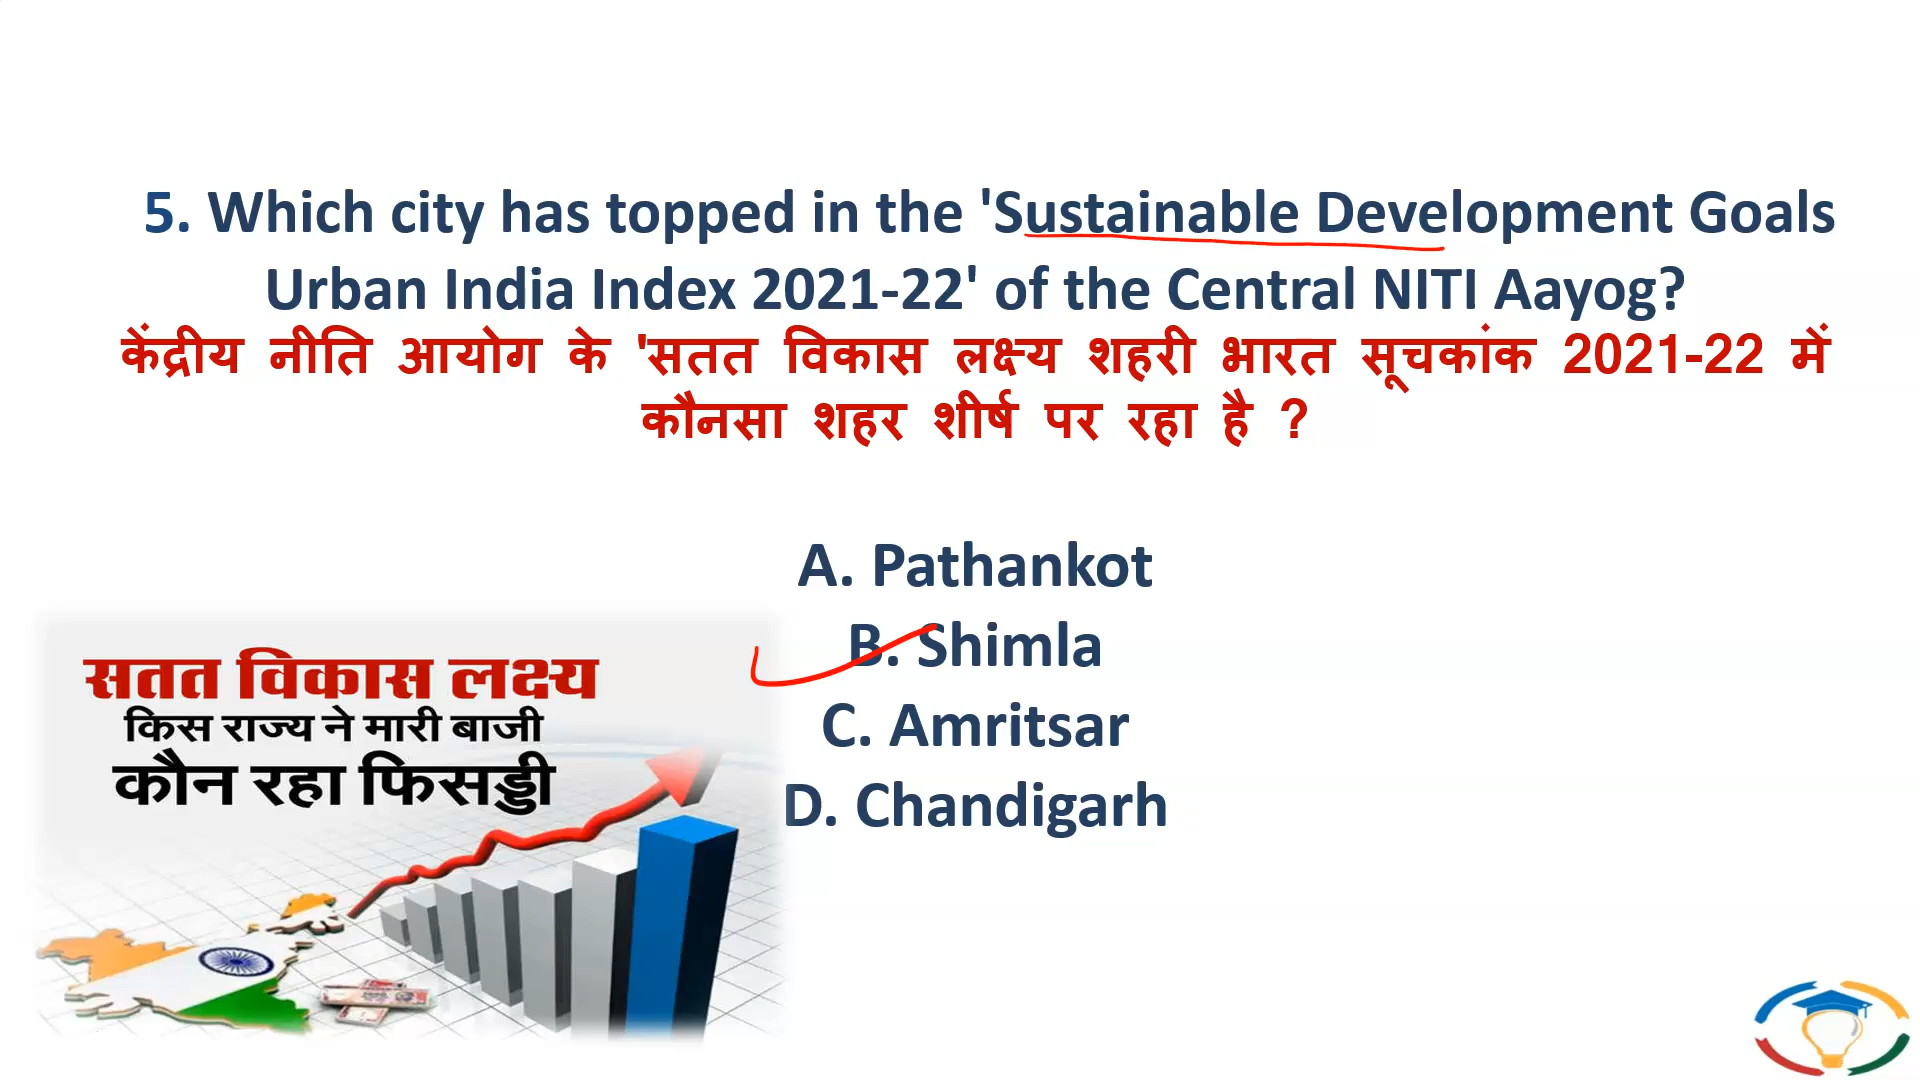 5. Which city has topped in the 'Sustainable Development Goals
Urban India Index 2021-22' of the Central NITI Aayog?
केंद्रीय नीति आयोग के 'सतत विकास लक्ष्य शहरी भारत सूचकांक 2021-22 में
कौनसा शहर शीर्ष पर रहा है ?
A. Pathankot
B. Shimla
C. Amritsar
D. Chandigarh
सतत विकास लक्ष्य
किस राज्य ने मारी बाजी
कौन रहा फिसड्डी